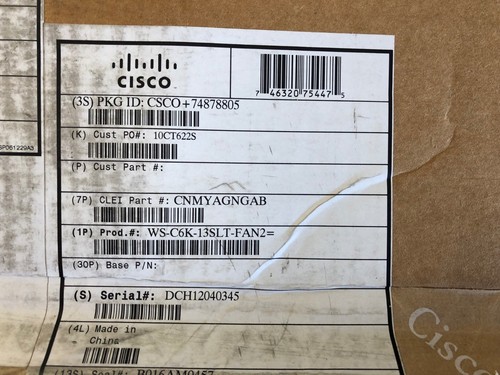 CISCO
7 46320 75447 5
(3S) PKG ID: CSCO+74878805
(K) Cust PO#: 10CT622S
(P) Cust Part #:
(7P) CLEI Part #: CNMYAGNGAB
(1P) Prod.#: WS-C6K-13SLT-FAN2=
(30P) Base P/N:
(S) Serial#: DCH12040345
(4L) Made in
China
Cisco